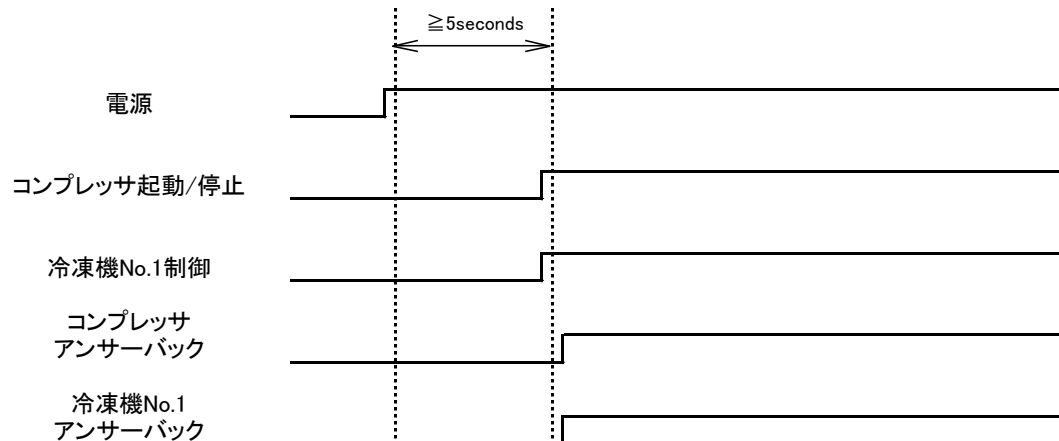 ≧5seconds
電源
コンプレッサ起動/停止
冷凍機No.1制御
コンプレッサ
アンサーバック
冷凍機No.1
アンサーバック